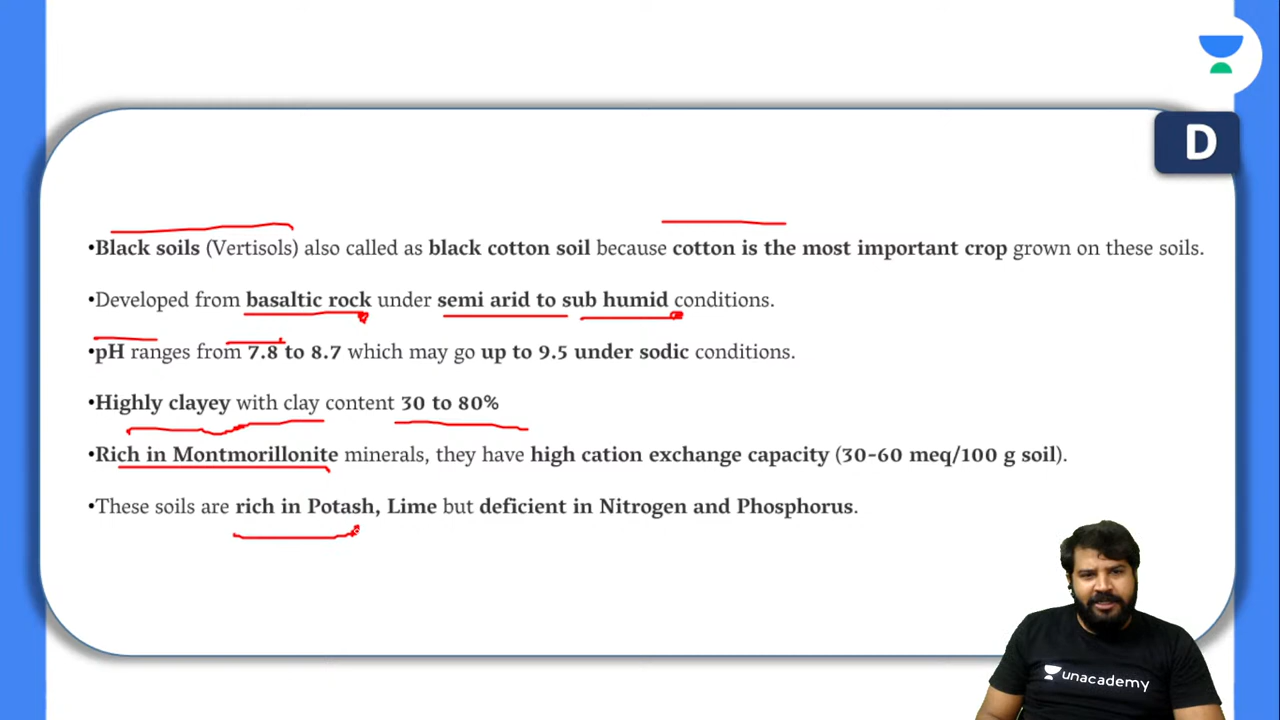 D
•Black soils (Vertisols) also called as black cotton soil because cotton is the most important crop grown on these soils.
•Developed from basaltic rock under semi arid to sub humid conditions.
•pH ranges from 7.8 to 8.7 which may go up to 9.5 under sodic conditions.
•Highly clayey with clay content 30 to 80%
•Rich in Montmorillonite minerals, they have high cation exchange capacity (30-60 meq/100 g soil).
•These soils are rich in Potash, Lime but deficient in Nitrogen and Phosphorus.
unacademy